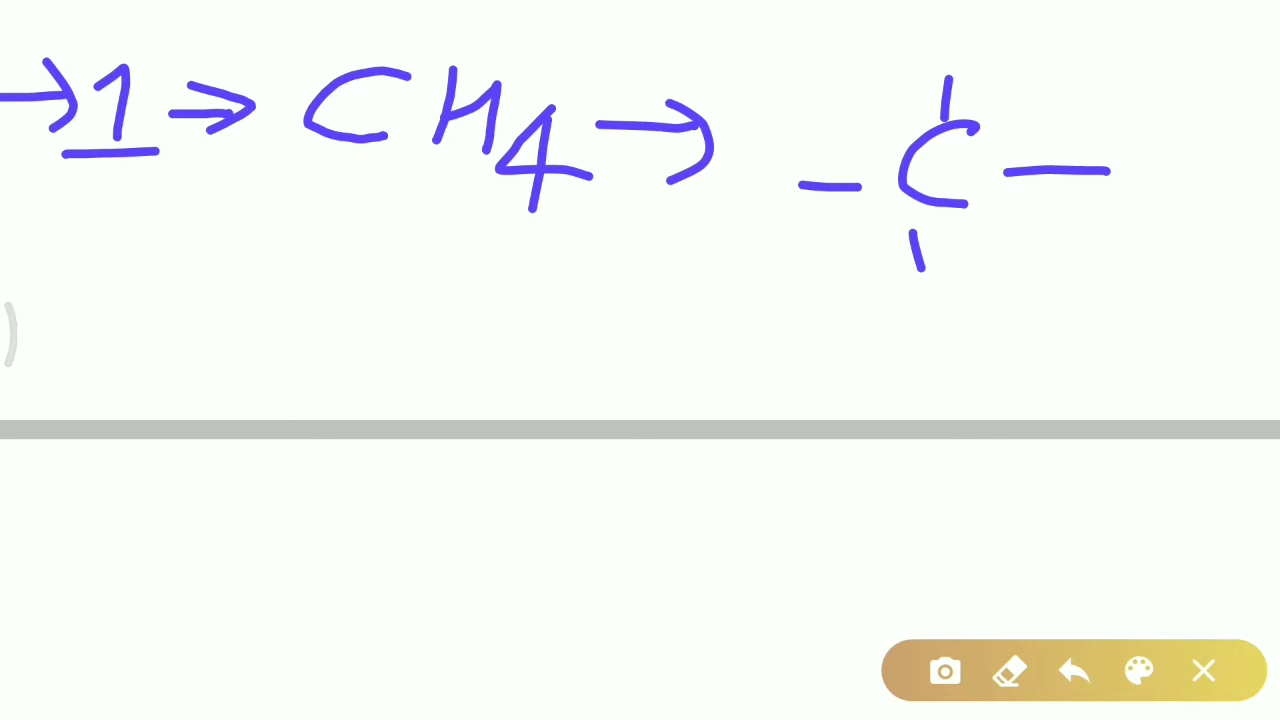 → 1 ⇒ CH4 → - C -